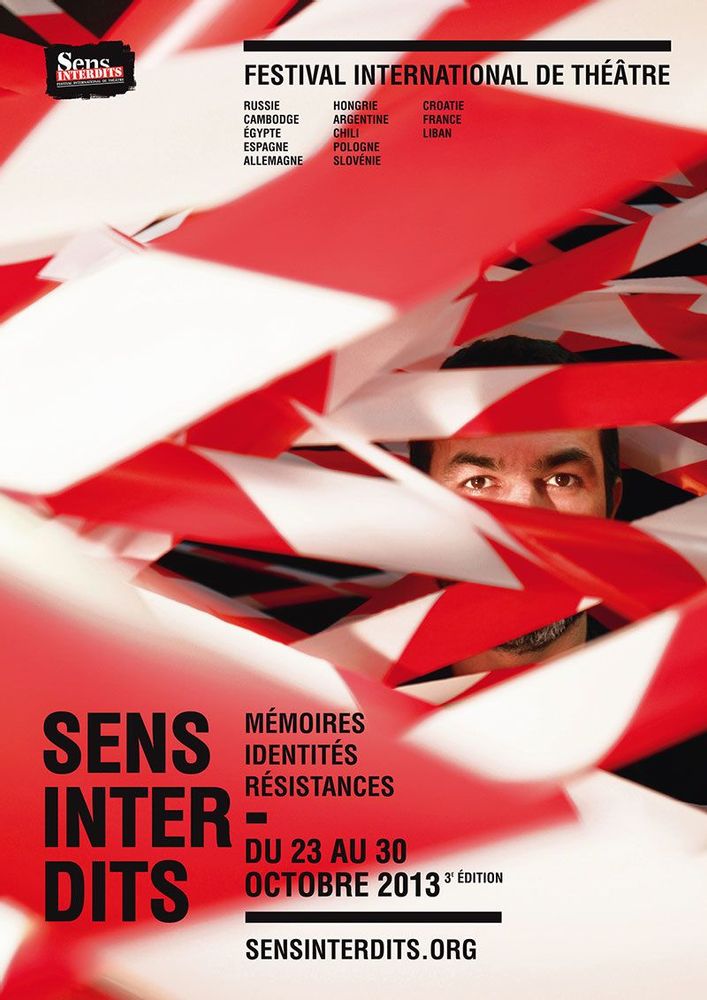 Sens
INTERDITS
FESTIVAL INTERNATIONAL DE THÉÂTRE
FESTIVAL INTERNATIONAL DE THÉÂTRE
RUSSIE
CAMBODGE
ÉGYPTE
ESPAGNE
ALLEMAGNE
HONGRIE
ARGENTINE
CHILI
POLOGNE
SLOVÉNIE
CROATIE
FRANCE
LIBAN
SENS
INTER
DITS
MÉMOIRES
IDENTITÉS
RÉSISTANCES
-
DU 23 AU 30
OCTOBRE 2013 3ᵉ ÉDITION
SENSINTERDITS.ORG